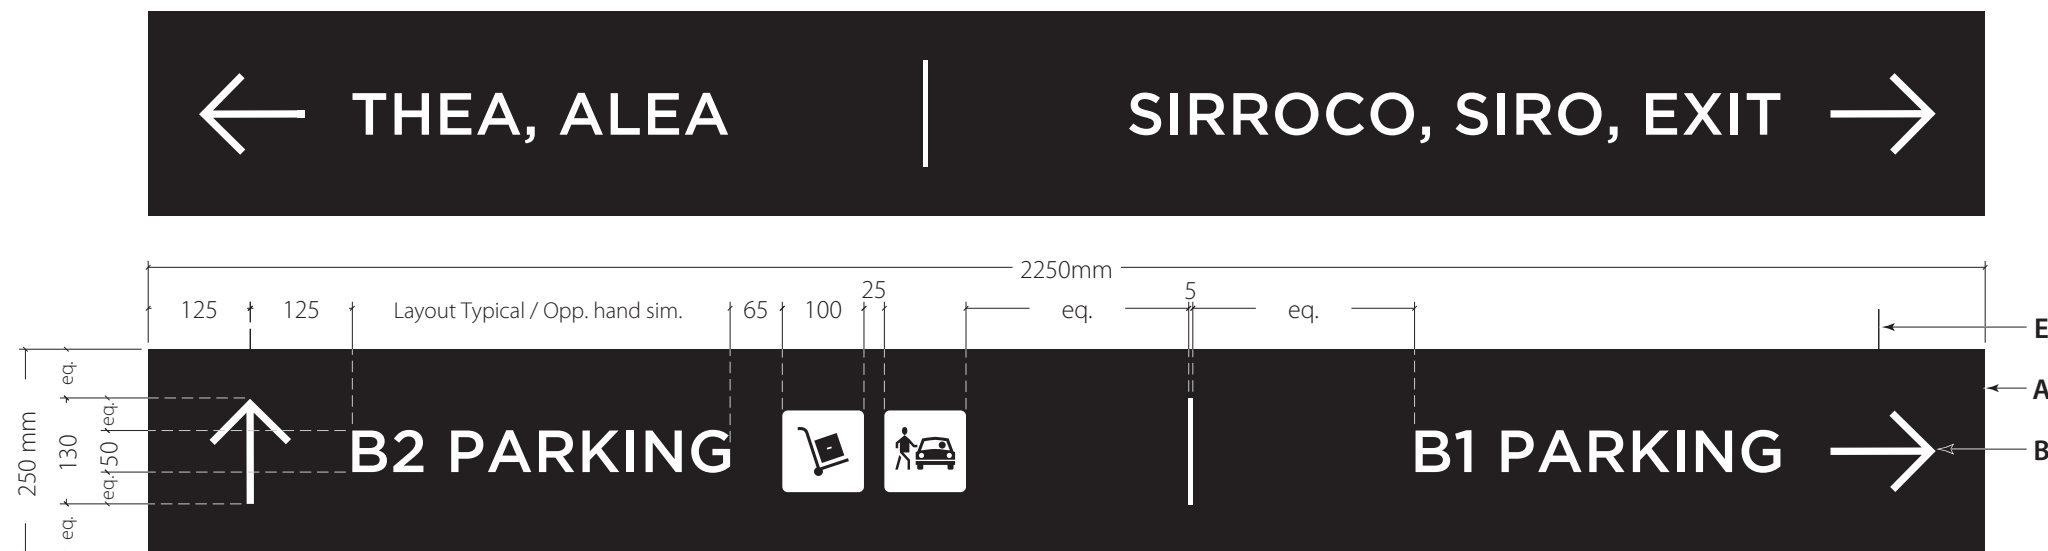 THEA, ALEA
SIRROCO, SIRO, EXIT
2250mm
125
125
Layout Typical / Opp. hand sim.
65
100
25
eq.
5
eq.
E
A
B
250 mm
eq.
130
eq.
eq.
50
eq.
B2 PARKING
B1 PARKING